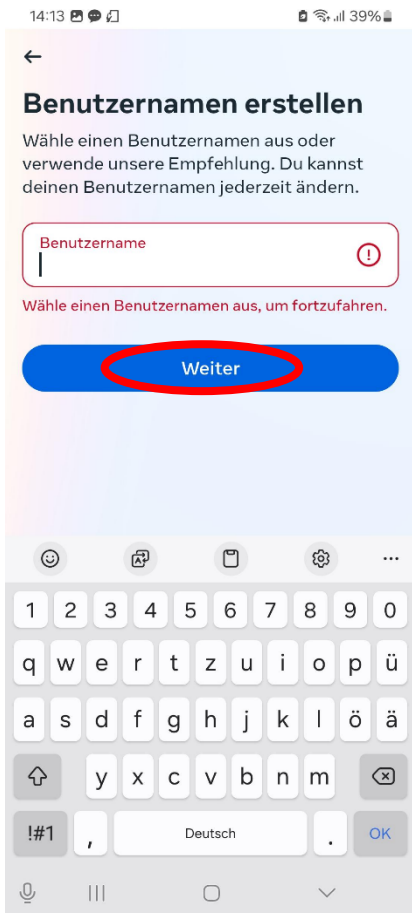 14:13 39%
Benutzernamen erstellen
Wähle einen Benutzernamen aus oder
verwende unsere Empfehlung. Du kannst
deinen Benutzernamen jederzeit ändern.
Benutzername
Wähle einen Benutzernamen aus, um fortzufahren.
Weiter
1 2 3 4 5 6 7 8 9 0
q w e r t z u i o p ü
a s d f g h j k l ö ä
y x c v b n m
!#1 , Deutsch . OK